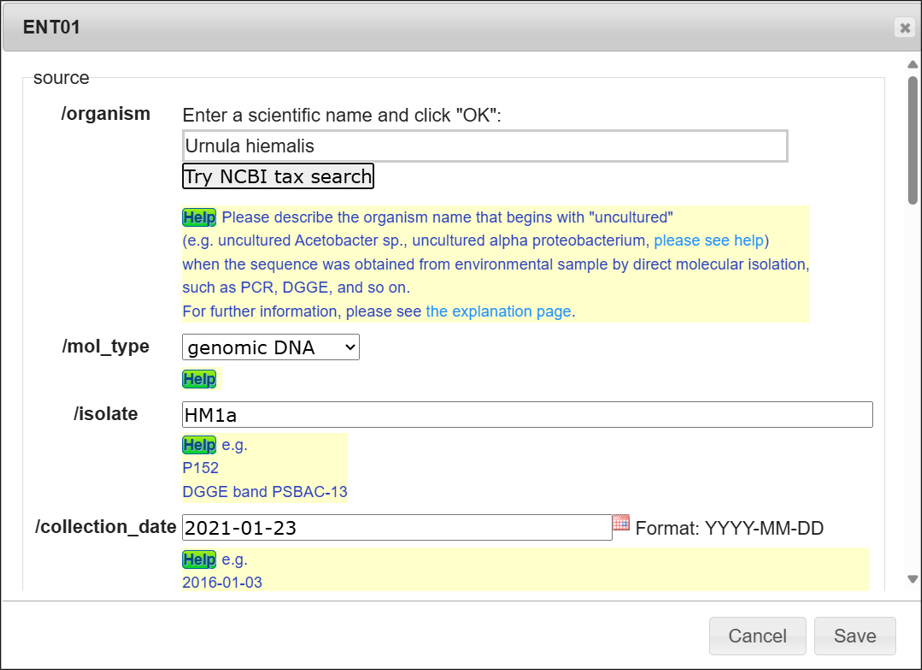 ENT01
source
/organism
Enter a scientific name and click "OK":
Urnula hiemalis
Try NCBI tax search
Help Please describe the organism name that begins with "uncultured"
(e.g. uncultured Acetobacter sp., uncultured alpha proteobacterium, please see help)
when the sequence was obtained from environmental sample by direct molecular isolation,
such as PCR, DGGE, and so on.
For further information, please see the explanation page.
/mol_type
genomic DNA
Help
/isolate
HM1a
Help e.g.
P152
DGGE band PSBAC-13
/collection_date
2021-01-23
Format: YYYY-MM-DD
Help e.g.
2016-01-03
Cancel
Save